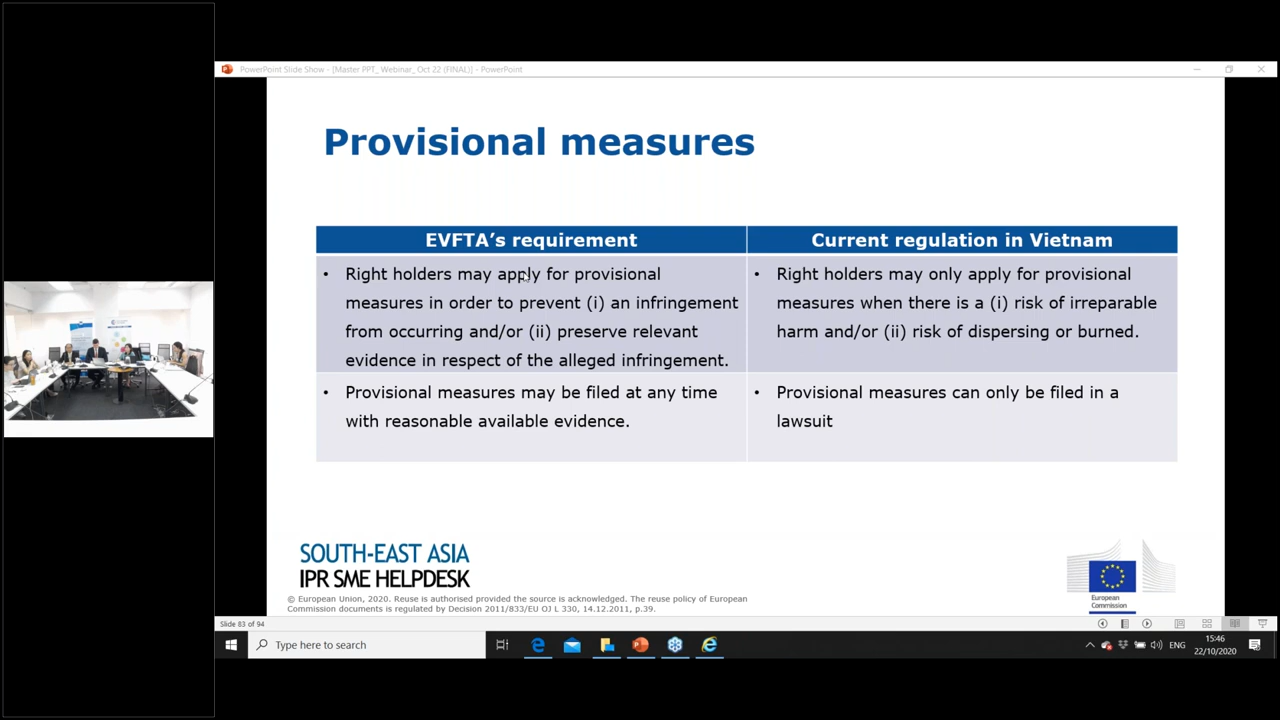 PowerPoint Slide Show - [Master PPT_ Webinar_ Oct 22 (FINAL)] - PowerPoint
Provisional measures
EVFTA's requirement
Current regulation in Vietnam
• Right holders may apply for provisional
measures in order to prevent (i) an infringement
from occurring and/or (ii) preserve relevant
evidence in respect of the alleged infringement.
• Right holders may only apply for provisional
measures when there is a (i) risk of irreparable
harm and/or (ii) risk of dispersing or burned.
• Provisional measures may be filed at any time
with reasonable available evidence.
• Provisional measures can only be filed in a
lawsuit
SOUTH-EAST ASIA
IPR SME HELPDESK
© European Union, 2020. Reuse is authorised provided the source is acknowledged. The reuse policy of European
Commission documents is regulated by Decision 2011/833/EU OJ L 330, 14.12.2011, p.39.
European
Commission
Slide 83 of 94
Type here to search
ENG
15:46
22/10/2020